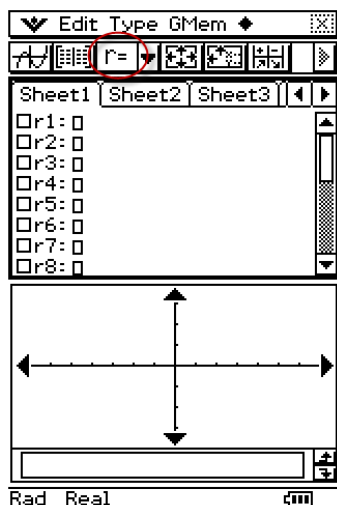 Edit Type GMem
r=
Sheet1 Sheet2 Sheet3
r1:
r2:
r3:
r4:
r5:
r6:
r7:
r8:
Rad Real